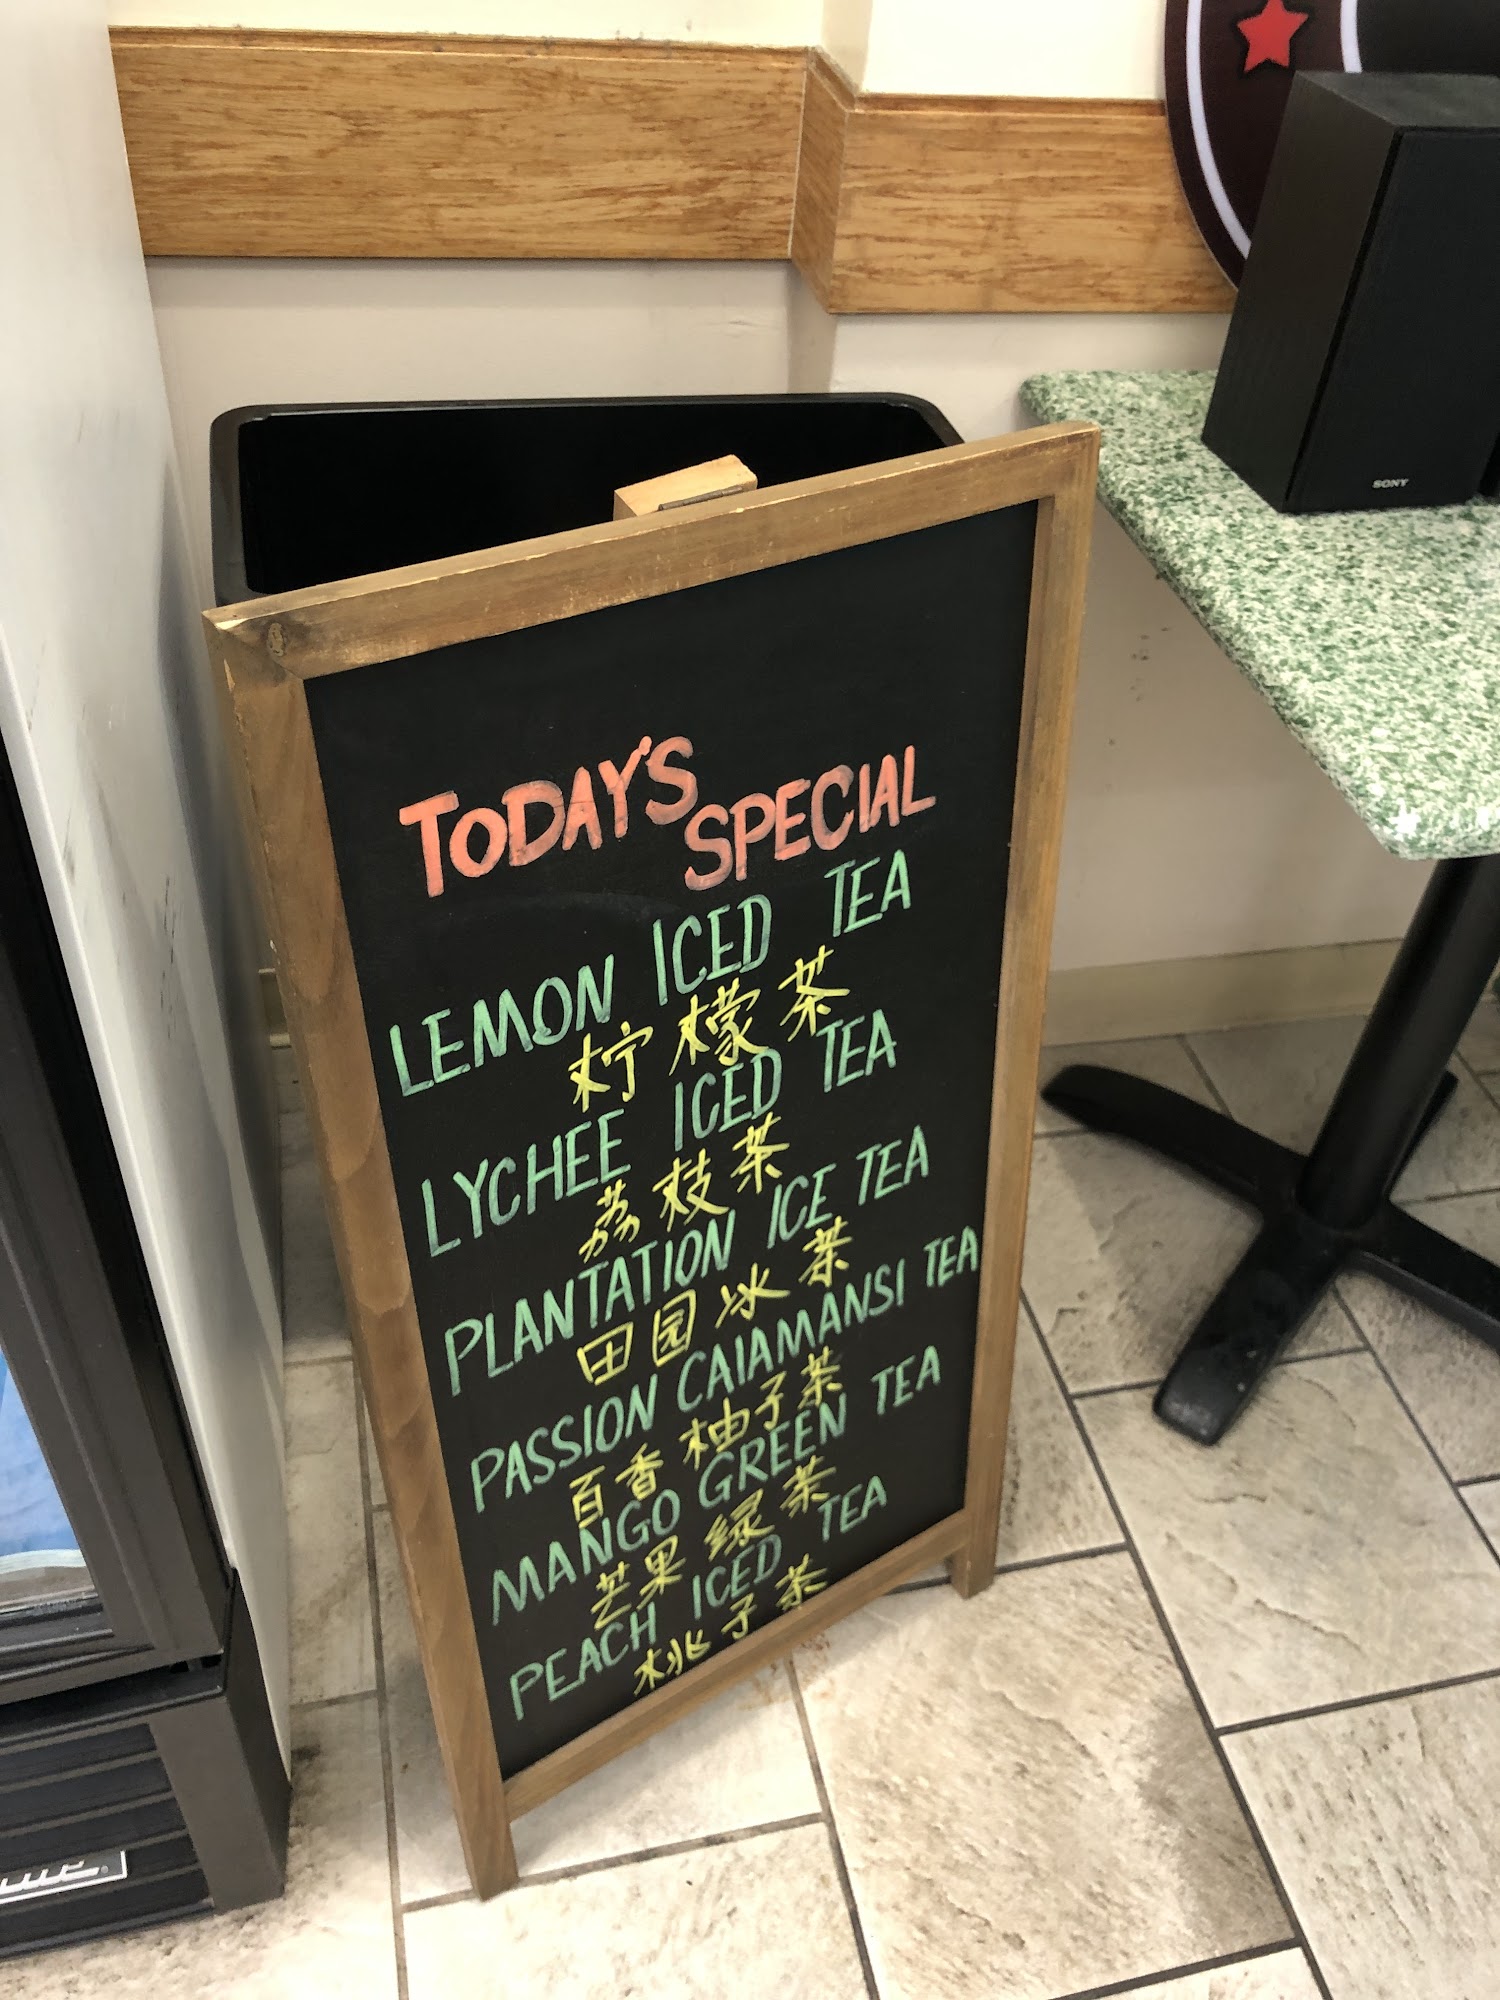 TODAY'S
SPECIAL
LEMON ICED TEA
柠檬茶
LYCHEE ICED TEA
荔枝茶
PLANTATION ICE TEA
田园冰茶
PASSION CAIAMANSI TEA
百香柚子茶
MANGO GREEN TEA
芒果绿茶
PEACH ICED TEA
桃子茶
SONY